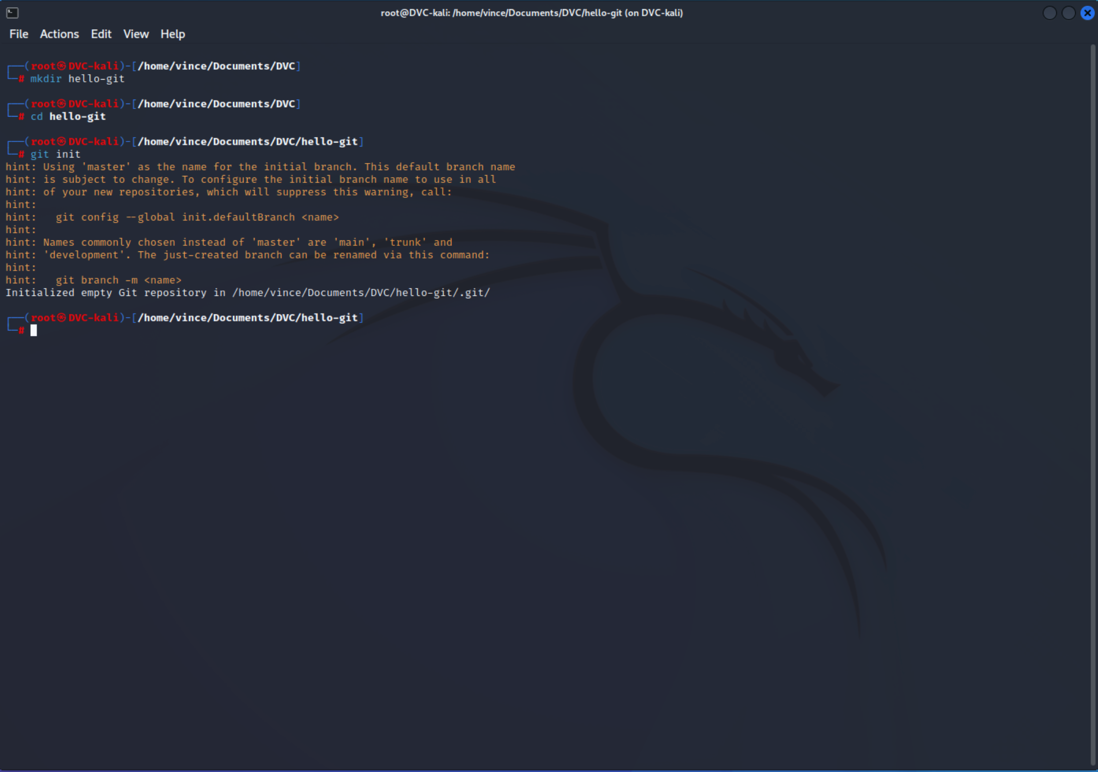 root@DVC-kali: /home/vince/Documents/DVC/hello-git (on DVC-kali)
File Actions Edit View Help
┌──(root㉿DVC-kali)-[/home/vince/Documents/DVC]
└─# mkdir hello-git
┌──(root㉿DVC-kali)-[/home/vince/Documents/DVC]
└─# cd hello-git
┌──(root㉿DVC-kali)-[/home/vince/Documents/DVC/hello-git]
└─# git init
hint: Using 'master' as the name for the initial branch. This default branch name
hint: is subject to change. To configure the initial branch name to use in all
hint: of your new repositories, which will suppress this warning, call:
hint:
hint:   git config --global init.defaultBranch <name>
hint:
hint: Names commonly chosen instead of 'master' are 'main', 'trunk' and
hint: 'development'. The just-created branch can be renamed via this command:
hint:
hint:   git branch -m <name>
Initialized empty Git repository in /home/vince/Documents/DVC/hello-git/.git/
┌──(root㉿DVC-kali)-[/home/vince/Documents/DVC/hello-git]
└─#